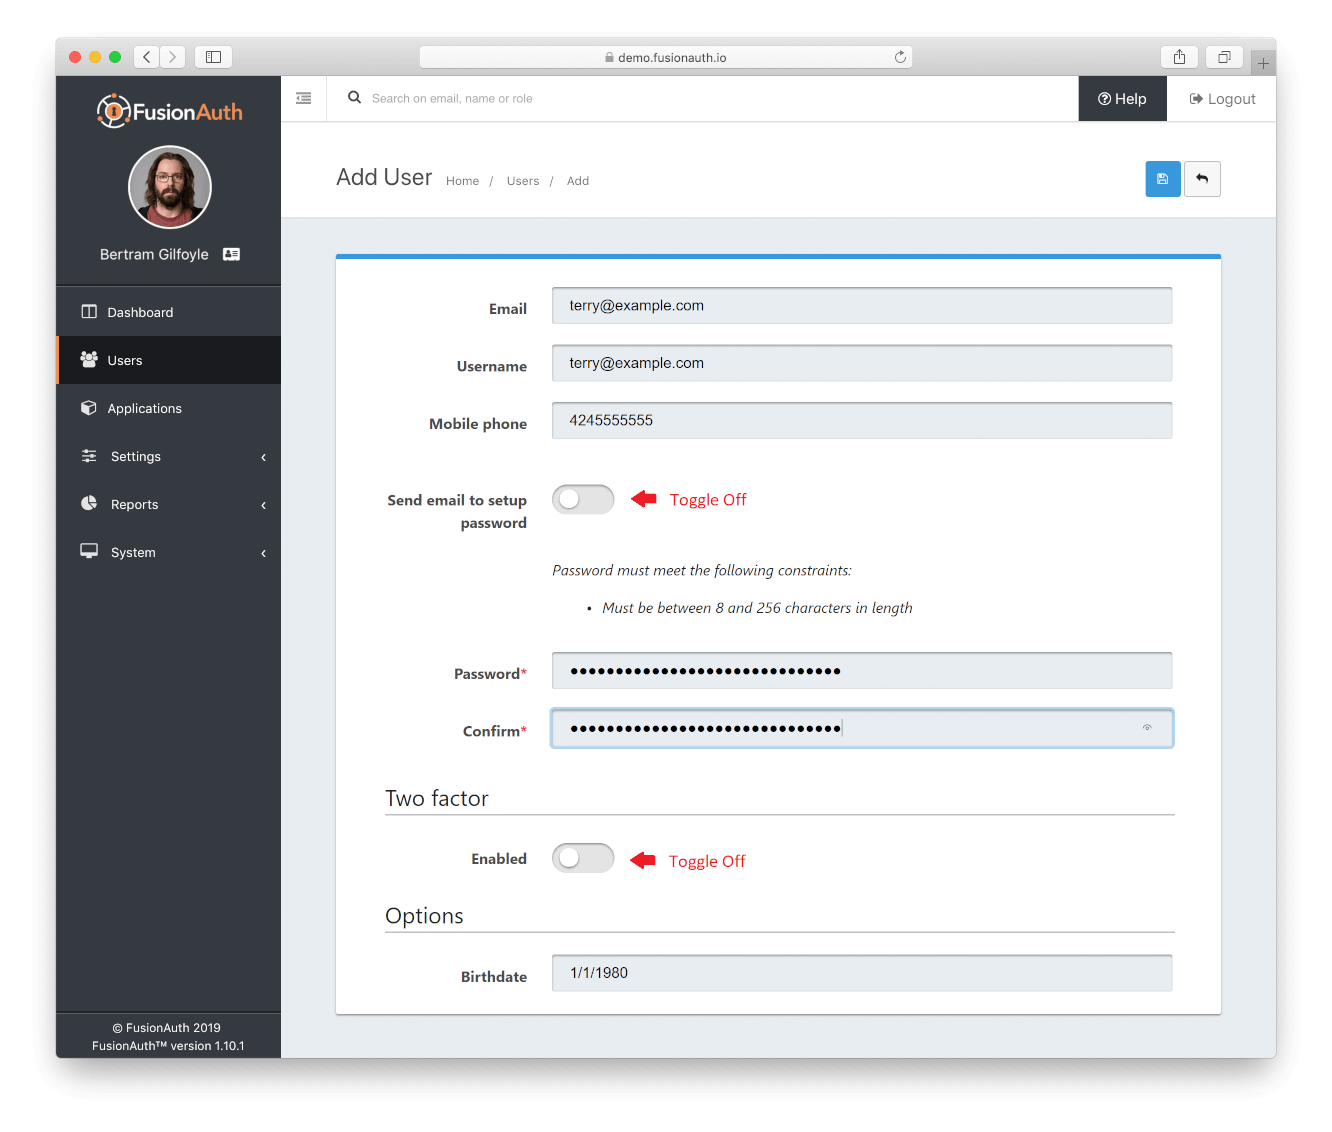 demo.fusionauth.io
FusionAuth
Search on email, name or role
Help
Logout
Bertram Gilfoyle
Dashboard
Users
Applications
Settings
Reports
System
© FusionAuth 2019
FusionAuth™ version 1.10.1
Add User
Home / Users / Add
Email
terry@example.com
Username
terry@example.com
Mobile phone
4245555555
Send email to setup
password
Toggle Off
Password must meet the following constraints:
• Must be between 8 and 256 characters in length
Password*
Confirm*
Two factor
Enabled
Toggle Off
Options
Birthdate
1/1/1980